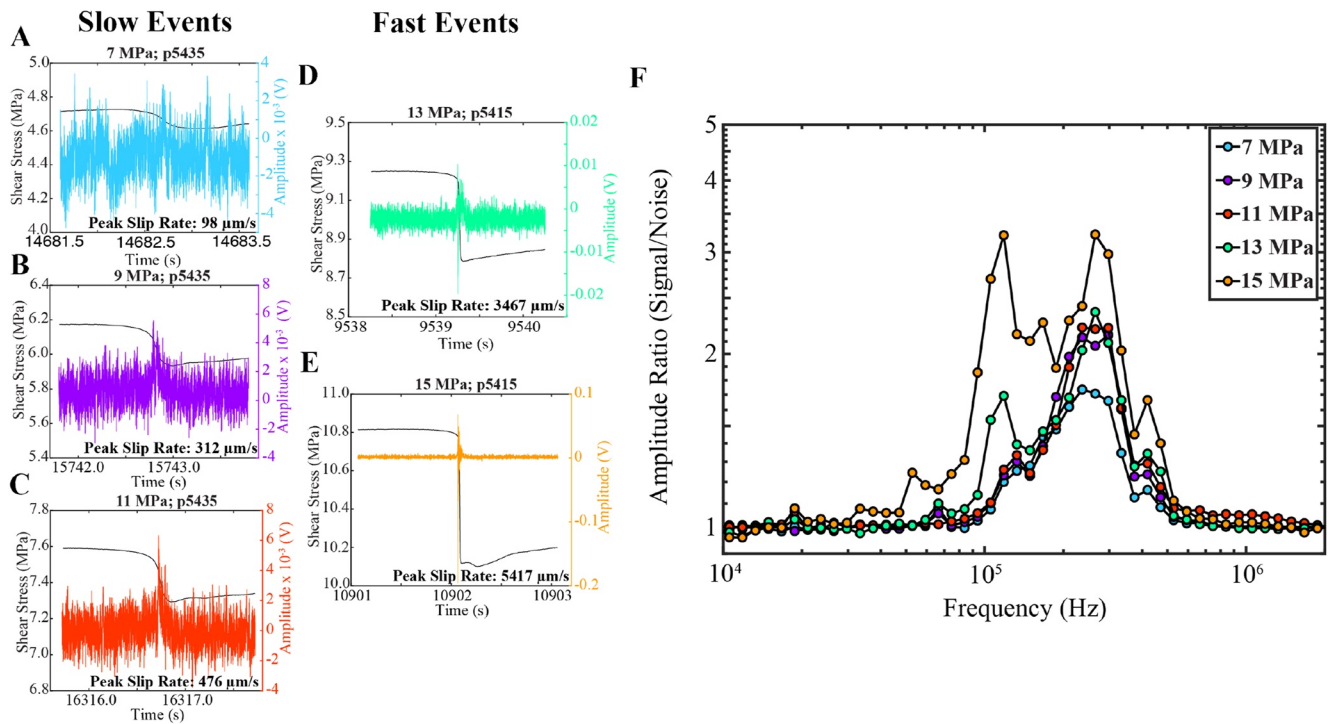 Slow Events
Fast Events
A
7 MPa; p5435
5.0
4.8
4.6
4.4
4.2
4.0
Shear Stress (MPa)
4
2
0
-2
-4
Amplitude x 10⁻³ (V)
Peak Slip Rate: 98 µm/s
14681.5 14682.5 14683.5
Time (s)
B
9 MPa; p5435
6.4
6.2
6.0
5.8
5.6
5.4
Shear Stress (MPa)
8
6
4
2
0
-2
-4
Amplitude x 10⁻³ (V)
Peak Slip Rate: 312 µm/s
15742.0 15743.0
Time (s)
C
11 MPa; p5435
7.8
7.6
7.4
7.2
7.0
6.8
Shear Stress (MPa)
8
6
4
2
0
-2
-4
Amplitude x 10⁻³ (V)
Peak Slip Rate: 476 µm/s
16316.0 16317.0
Time (s)
D
13 MPa; p5415
9.5
9.3
9.1
8.9
8.7
8.5
Shear Stress (MPa)
0.02
0.01
0
-0.01
-0.02
Amplitude (V)
Peak Slip Rate: 3467 µm/s
9538 9539 9540
Time (s)
E
15 MPa; p5415
11.0
10.8
10.6
10.4
10.2
10.0
Shear Stress (MPa)
0.1
0
-0.1
-0.2
Amplitude (V)
Peak Slip Rate: 5417 µm/s
10901 10902 10903
Time (s)
F
5
4
3
2
1
Amplitude Ratio (Signal/Noise)
7 MPa
9 MPa
11 MPa
13 MPa
15 MPa
10⁴ 10⁵ 10⁶
Frequency (Hz)